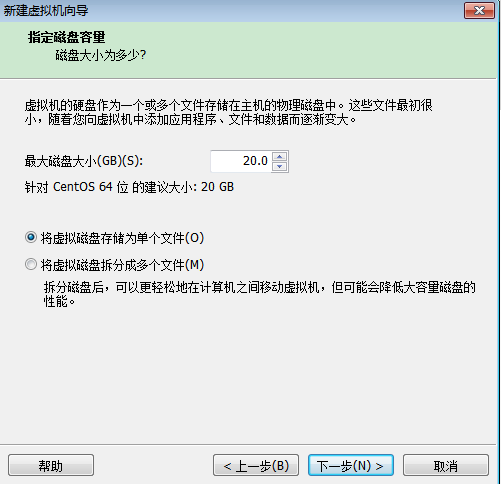 新建虚拟机向导
指定磁盘容量
磁盘大小为多少?
虚拟机的硬盘作为一个或多个文件存储在主机的物理磁盘中。这些文件最初很
小，随着您向虚拟机中添加应用程序、文件和数据而逐渐变大。
最大磁盘大小(GB)(S): 20.0
针对 CentOS 64 位 的建议大小: 20 GB
将虚拟磁盘存储为单个文件(O)
将虚拟磁盘拆分成多个文件(M)
拆分磁盘后，可以更轻松地在计算机之间移动虚拟机，但可能会降低大容量磁盘的
性能。
帮助 < 上一步(B) 下一步(N) > 取消